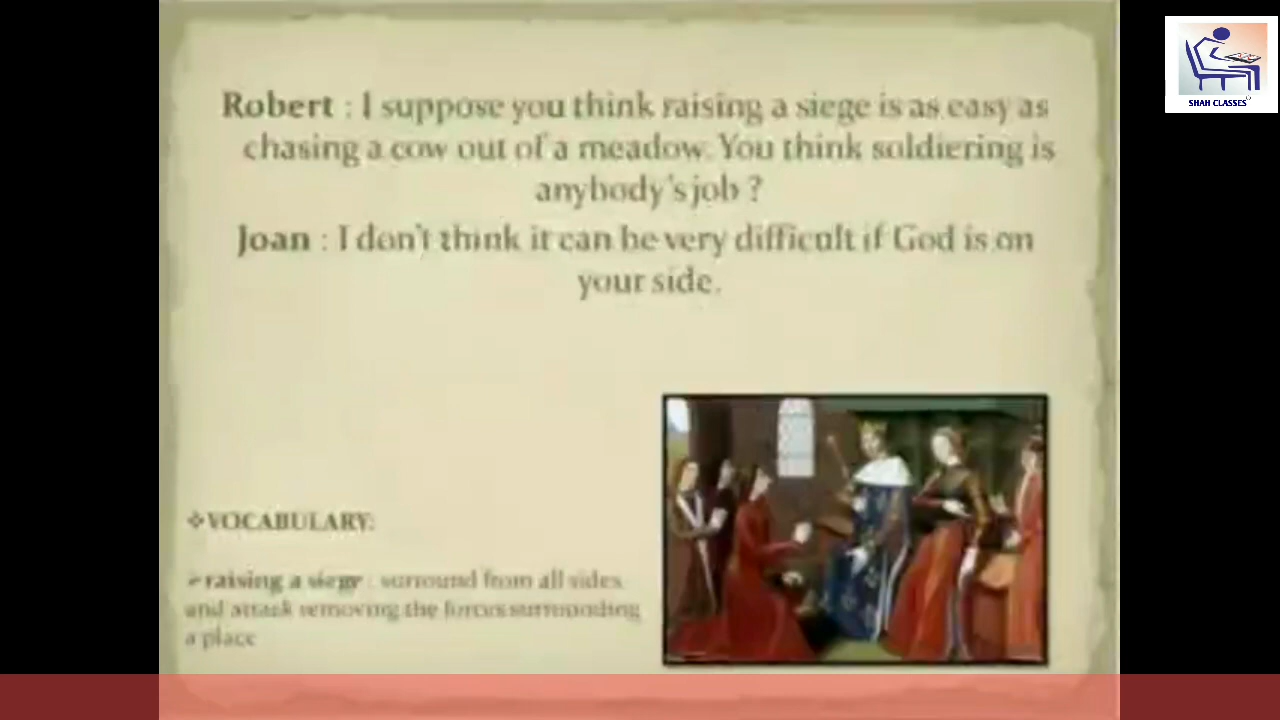 SHAH CLASSES
Robert : I suppose you think raising a siege is as easy as
chasing a cow out of a meadow. You think soldiering is
anybody's job ?
Joan : I don't think it can be very difficult if God is on
your side.
❖VOCABULARY:
➢raising a siege : surround from all sides
and attack removing the forces surrounding
a place